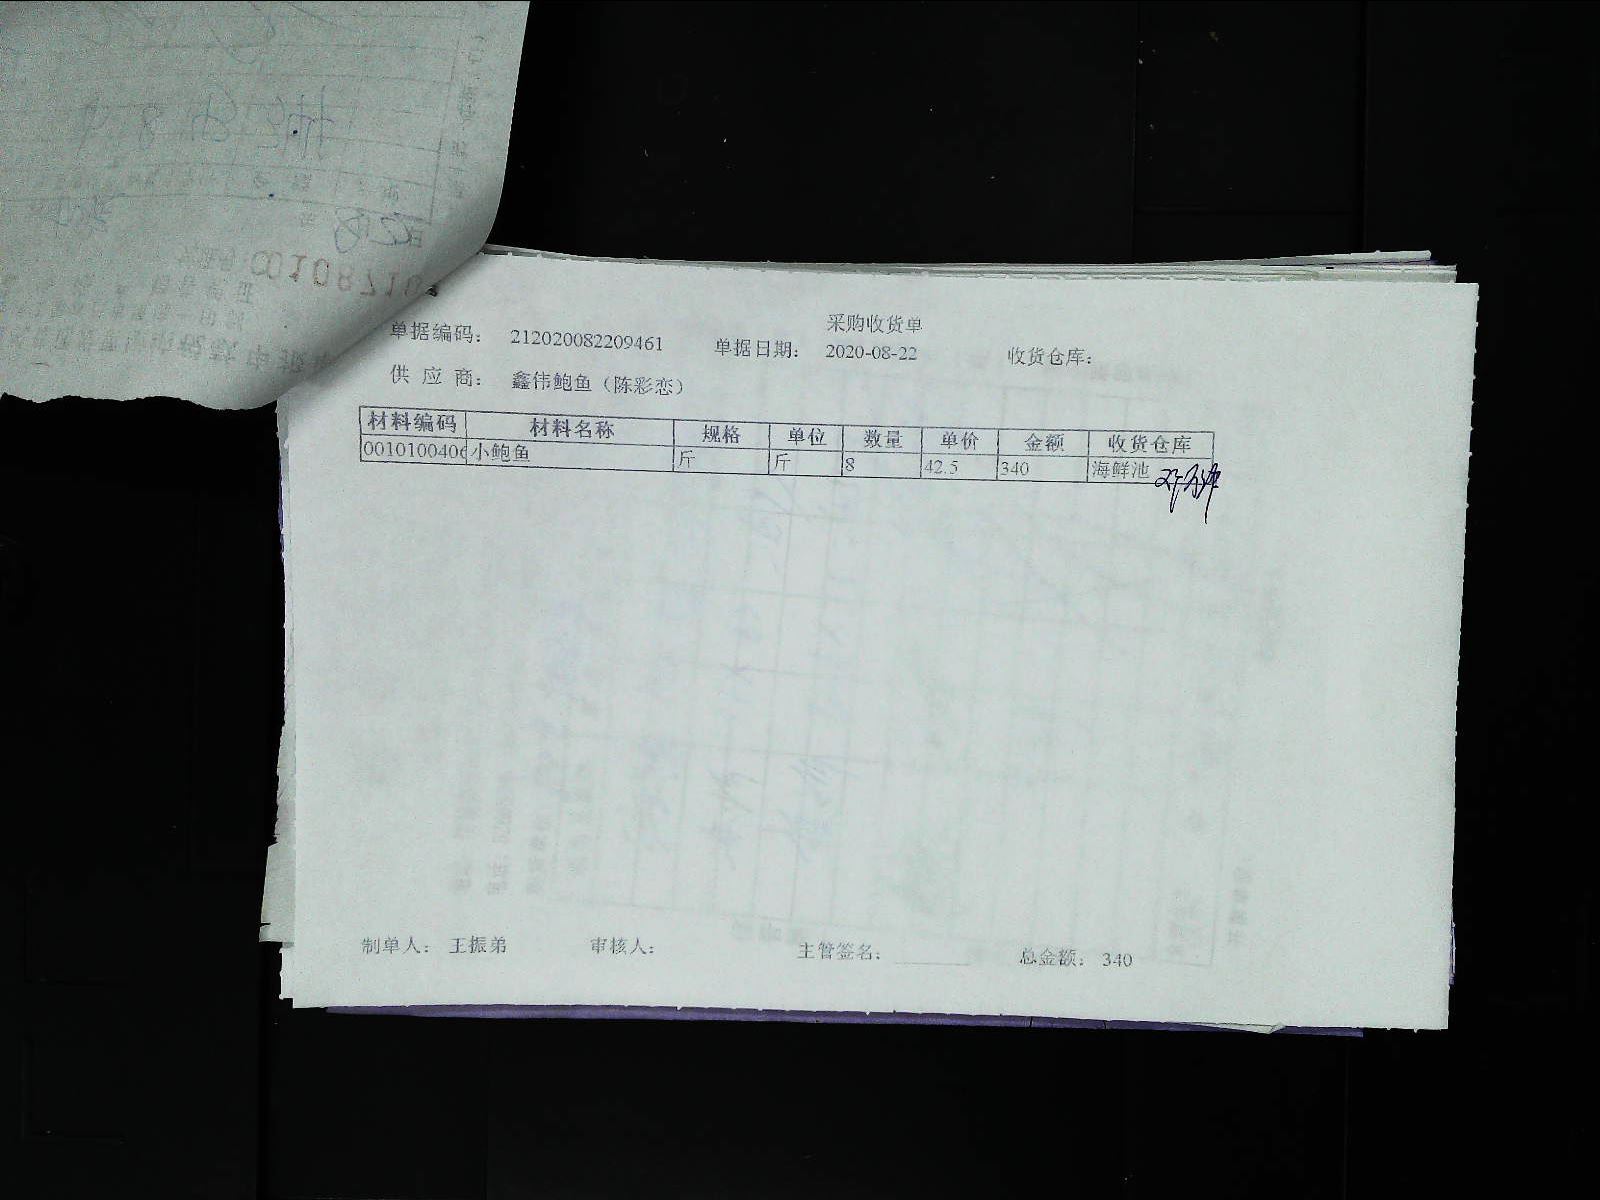 采购收货单
单据编码： 212020082209461 单据日期： 2020-08-22 收货仓库：
供 应 商： 鑫伟鲍鱼（陈彩恋）
材料编码 材料名称 规格 单位 数量 单价 金额 收货仓库
0010100406 小鲍鱼 斤 斤 8 42.5 340 海鲜池
制单人： 王振弟 审核人： 主管签名： 总金额： 340